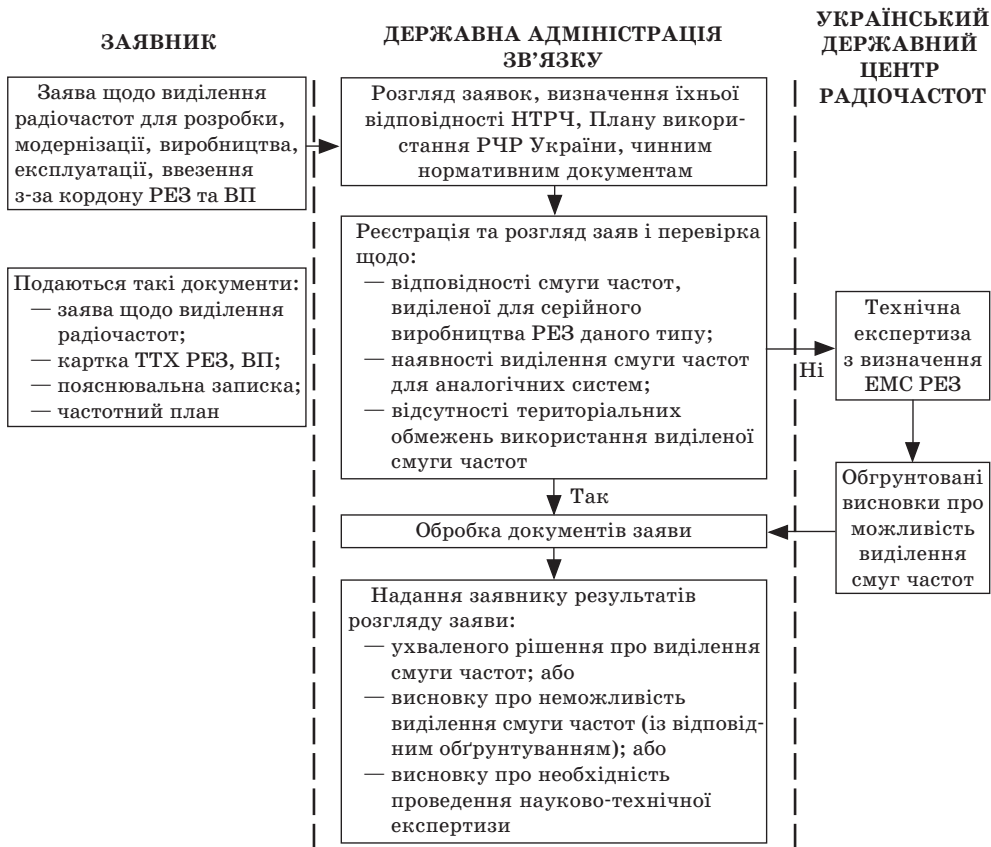 ЗАЯВНИК
Заява щодо виділення
радіочастот для розробки,
модернізації, виробництва,
експлуатації, ввезення
з-за кордону РЕЗ та ВП
Подаються такі документи:
— заява щодо виділення
радіочастот;
— картка ТТХ РЕЗ, ВП;
— пояснювальна записка;
— частотний план
ДЕРЖАВНА АДМІНІСТРАЦІЯ
ЗВ’ЯЗКУ
Розгляд заявок, визначення їхньої
відповідності НТРЧ, Плану викори-
стання РЧР України, чинним
нормативним документам
Реєстрація та розгляд заяв і перевірка
щодо:
— відповідності смуги частот,
виділеної для серійного
виробництва РЕЗ даного типу;
— наявності виділення смуги частот
для аналогічних систем;
— відсутності територіальних
обмежень використання виділеної
смуги частот
Ні
Так
Обробка документів заяви
Надання заявнику результатів
розгляду заяви:
— ухваленого рішення про виділення
смуги частот; або
— висновку про неможливість
виділення смуги частот (із відповід-
ним обґрунтуванням); або
— висновку про необхідність
проведення науково-технічної
експертизи
УКРАЇНСЬКИЙ
ДЕРЖАВНИЙ
ЦЕНТР
РАДІОЧАСТОТ
Технічна
експертиза
з визначення
ЕМС РЕЗ
Обгрунтовані
висновки про
можливість
виділення
смуг частот